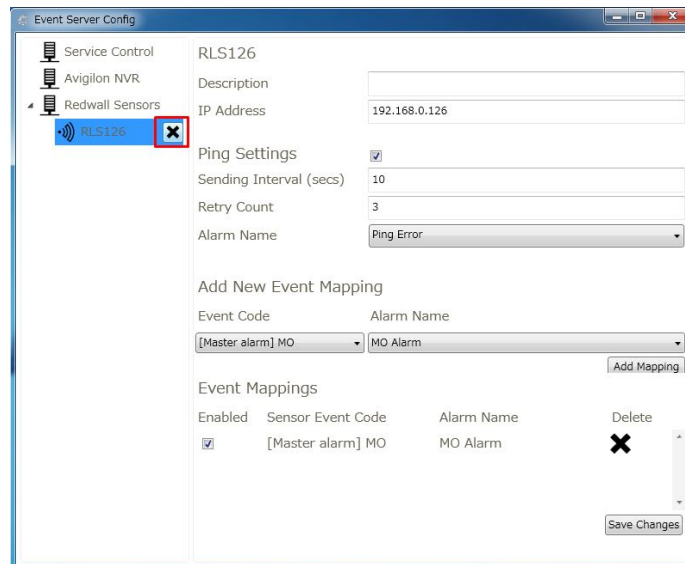 Event Server Config
Service Control
Avigilon NVR
Redwall Sensors
RLS126
RLS126
Description
IP Address 192.168.0.126
Ping Settings
Sending Interval (secs) 10
Retry Count 3
Alarm Name Ping Error
Add New Event Mapping
Event Code Alarm Name
[Master alarm] MO MO Alarm
Add Mapping
Event Mappings
Enabled Sensor Event Code Alarm Name Delete
[Master alarm] MO MO Alarm
Save Changes